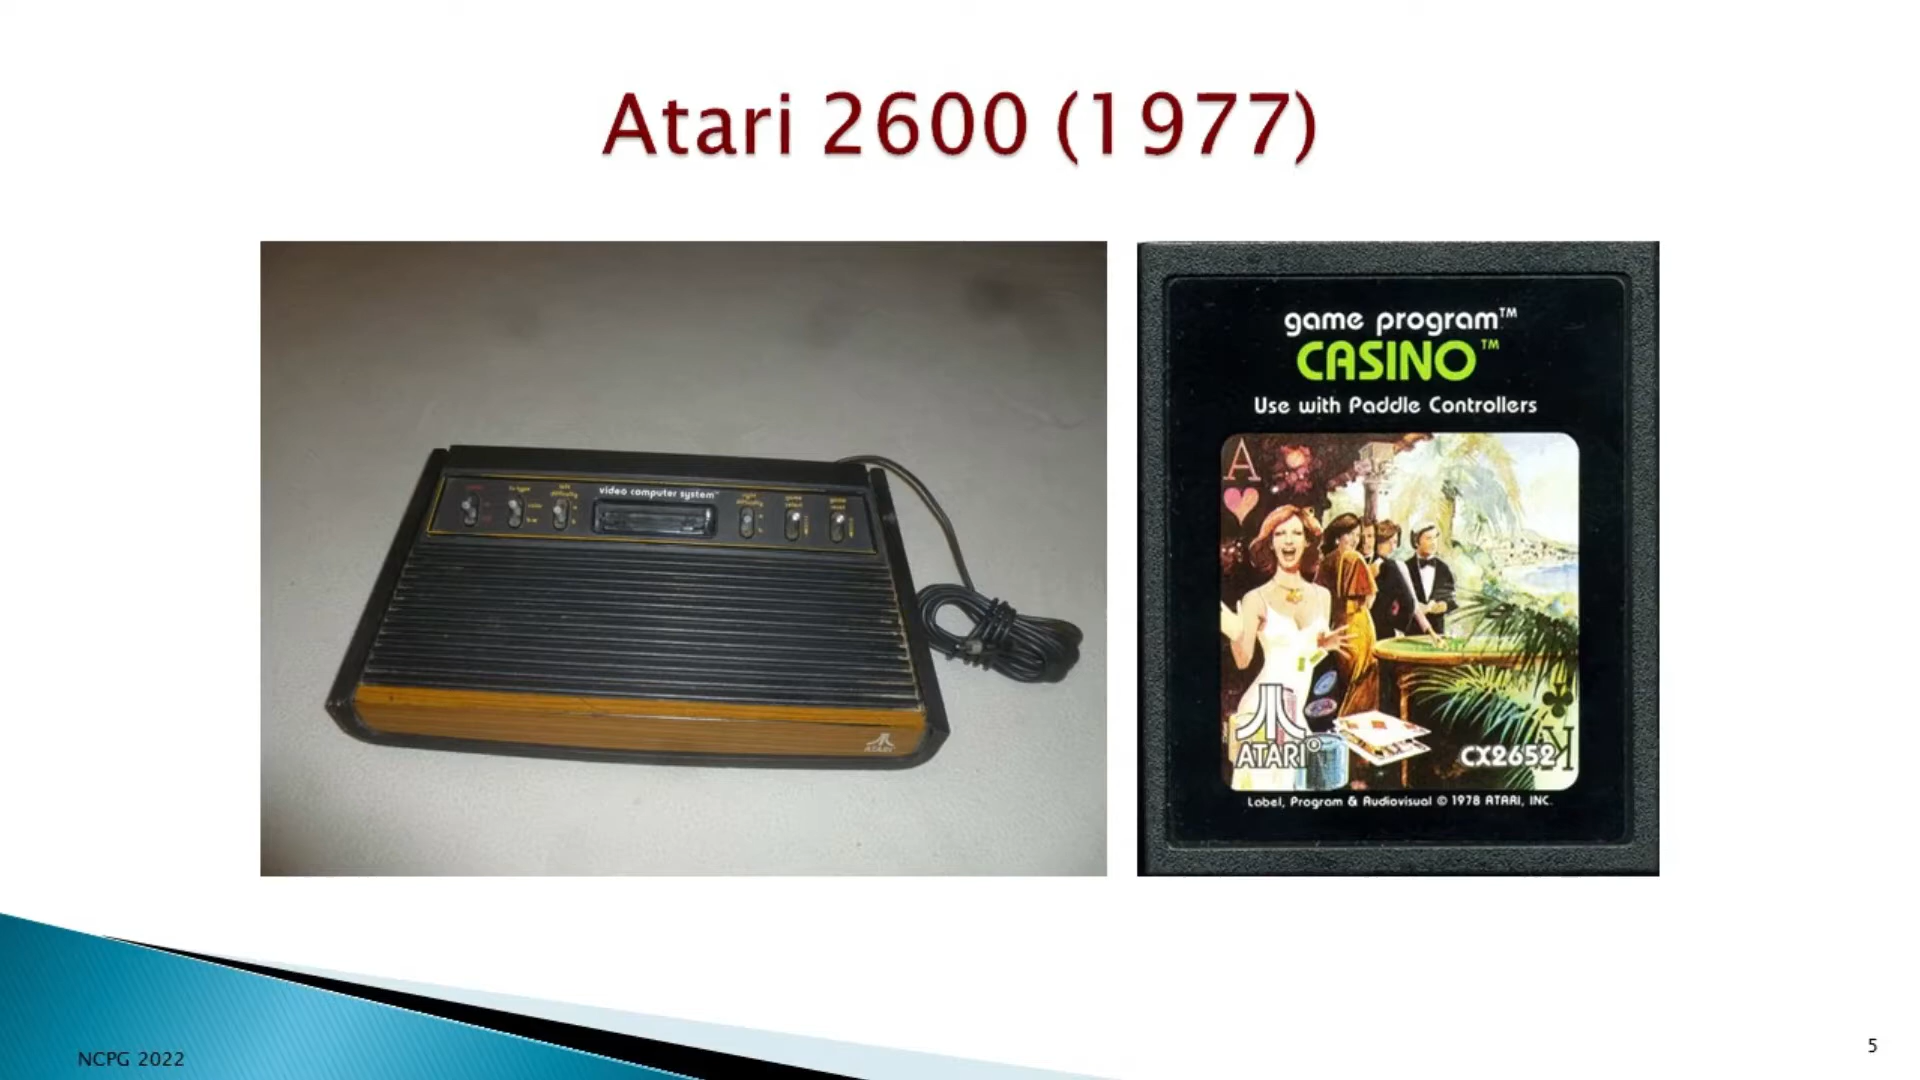 Atari 2600 (1977)
video computer system™
ATARI
game program™
CASINO™
Use with Paddle Controllers
A
ATARI®
CX2652
K
Label, Program & Audiovisual © 1978 ATARI, INC.
NCPG 2022
5